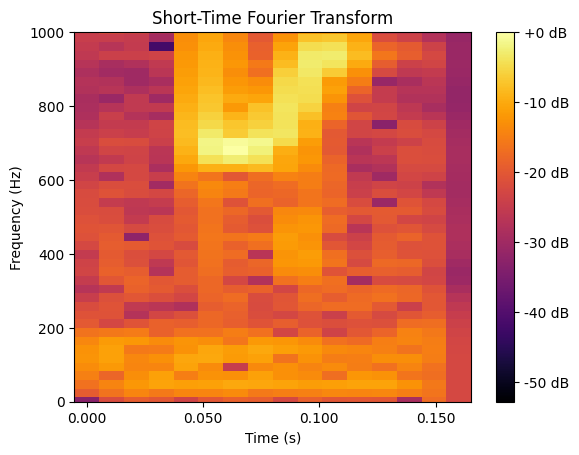 Short-Time Fourier Transform
1000
800
600
400
200
0
Frequency (Hz)
0.000
0.050
0.100
0.150
Time (s)
+0 dB
-10 dB
-20 dB
-30 dB
-40 dB
-50 dB